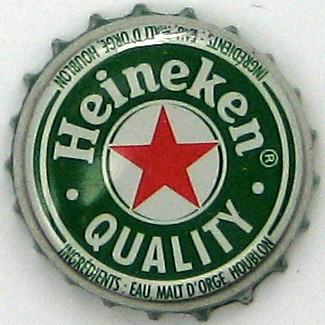 INGRÉDIENTS : EAU, MALT D'ORGE, HOUBLON
Heineken®
• QUALITY •
INGRÉDIENTS : EAU, MALT D'ORGE, HOUBLON